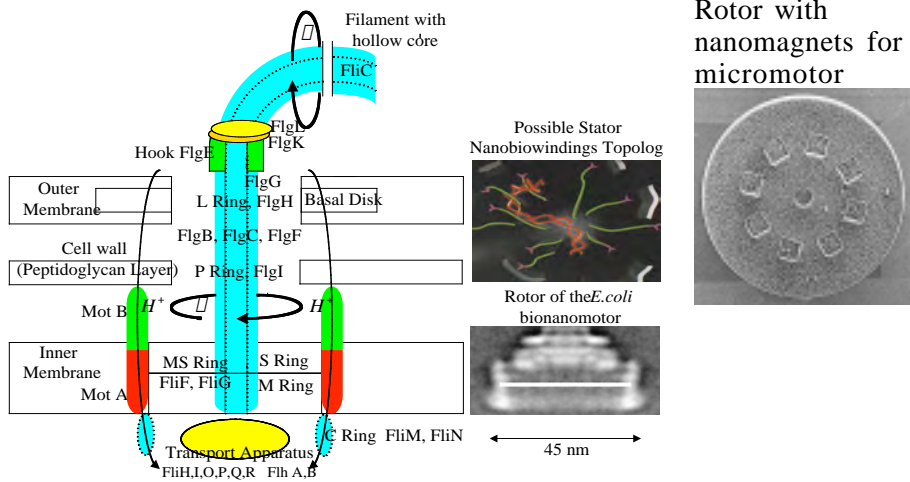 Filament with
hollow core
FliC
FlgL
FlgK
Hook FlgE
FlgG
Outer
Membrane
L Ring, FlgH
Basal Disk
FlgB, FlgC, FlgF
Cell wall
(Peptidoglycan Layer)
P Ring, FlgI
Mot B
H+
H+
Inner
Membrane
MS Ring
S Ring
FliF, FliG
M Ring
Mot A
C Ring FliM, FliN
Transport Apparatus
FliH,I,O,P,Q,R Flh A,B
Possible Stator
Nanobiowindings Topolog
Rotor of theE.coli
bionanomotor
45 nm
Rotor with
nanomagnets for
micromotor